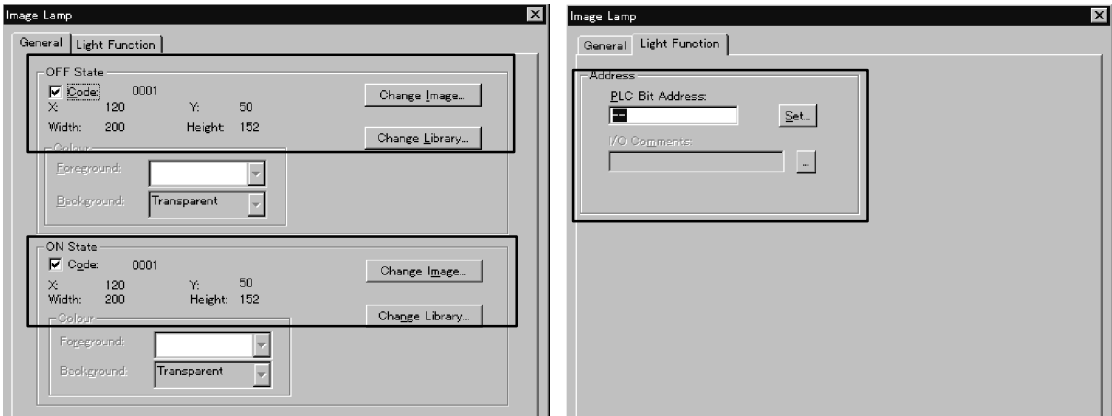 Image Lamp
General Light Function
OFF State
Code: 0001
X: 120 Y: 50
Width: 200 Height: 152
Change Image...
Change Library...
Colour
Foreground:
Background: Transparent
ON State
Code: 0001
X: 120 Y: 50
Width: 200 Height: 152
Change Image...
Change Library...
Colour
Foreground:
Background: Transparent
Image Lamp
General Light Function
Address
PLC Bit Address:
--
Set...
I/O Comments:
...